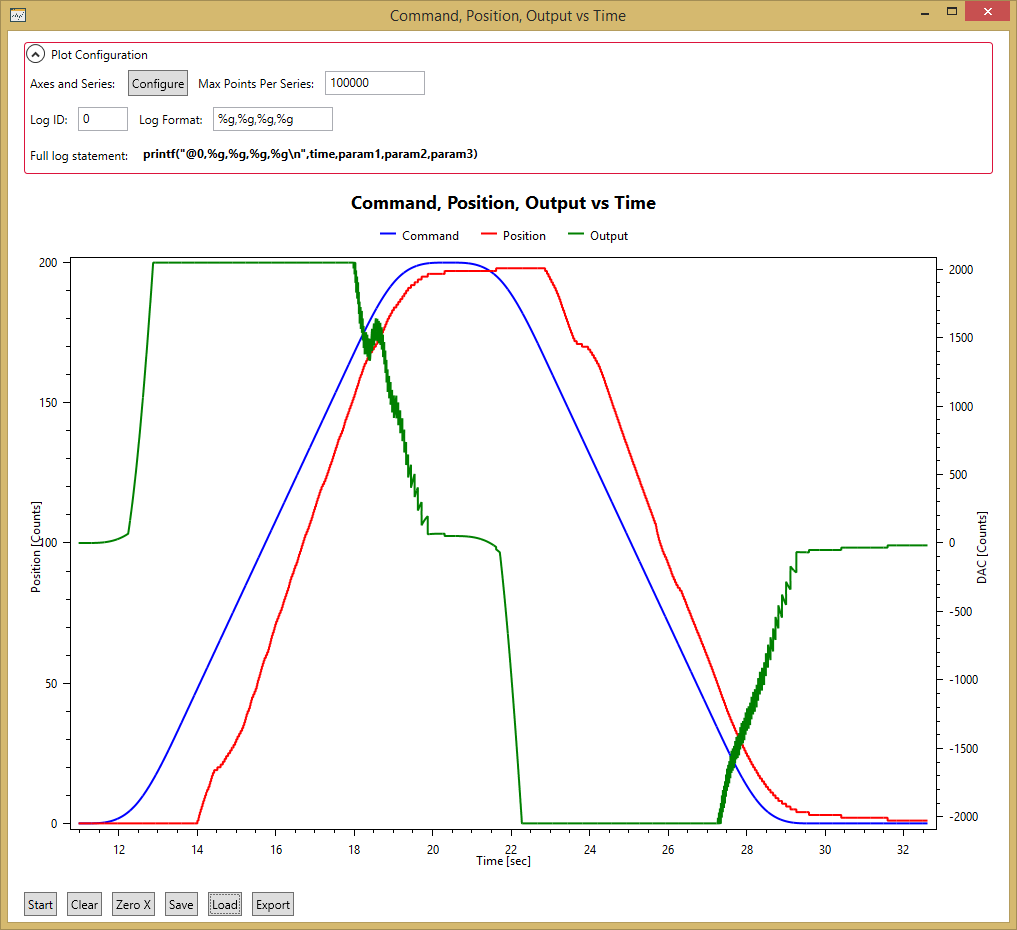 Command, Position, Output vs Time
Plot Configuration
Axes and Series: Configure Max Points Per Series: 100000
Log ID: 0 Log Format: %g,%g,%g,%g
Full log statement: printf("@0,%g,%g,%g,%g\n",time,param1,param2,param3)
Command, Position, Output vs Time
Command Position Output
200
150
100
50
0
Position [Counts]
2000
1500
1000
500
0
-500
-1000
-1500
-2000
DAC [Counts]
12 14 16 18 20 22 24 26 28 30 32
Time [sec]
Start Clear Zero X Save Load Export